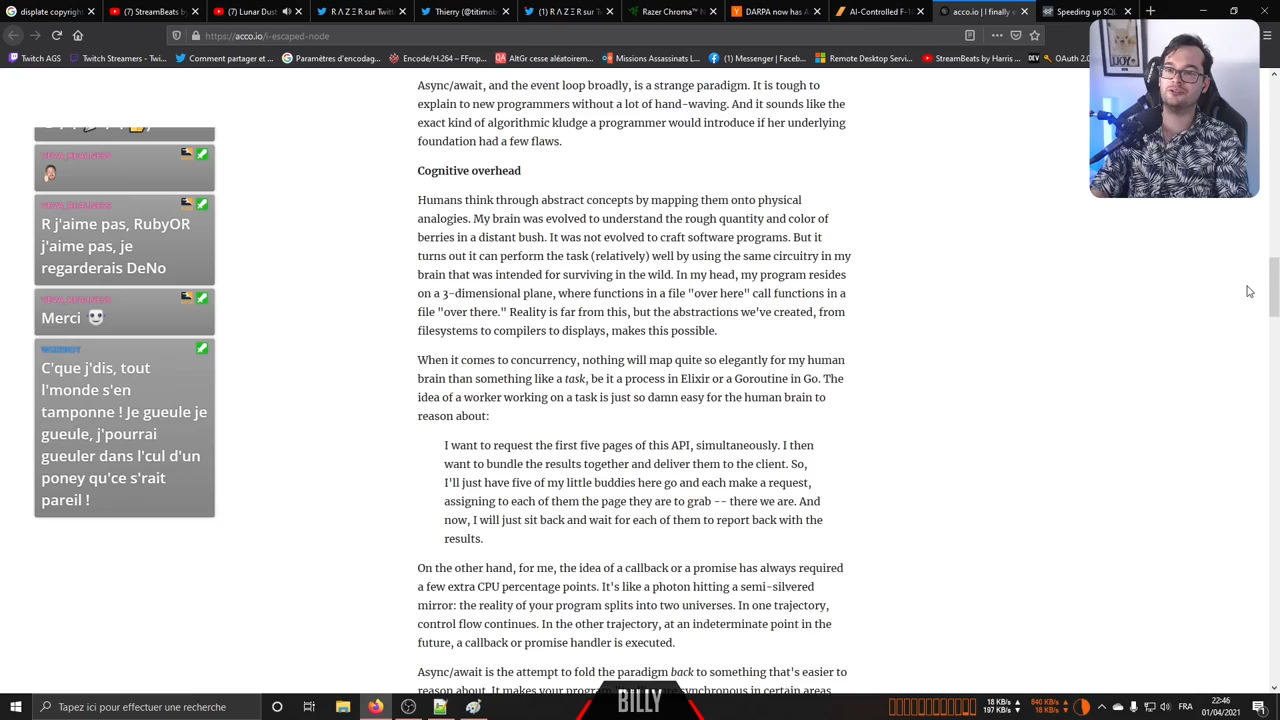 display copyright
(7) StreamBeats by
(7) Lunar Dust
R Λ Z Ξ R sur Twitt
Thierry (@titimob
(1) R Λ Z Ξ R sur T
Razer Chroma™ N
DARPA now has A
AI-Controlled F-1
acco.io | I finally e
Speeding up SQL
https://acco.io/i-escaped-node
Twitch AGS
Twitch Streamers - Twi...
Comment partager et ...
Paramètres d'encodag...
Encode/H.264 – FFmp...
AltGr cesse aléatoirem...
Missions Assassinats L...
(1) Messenger | Faceb...
Remote Desktop Servi...
StreamBeats by Harris ...
OAuth 2.0
Async/await, and the event loop broadly, is a strange paradigm. It is tough to
explain to new programmers without a lot of hand-waving. And it sounds like the
exact kind of algorithmic kludge a programmer would introduce if her underlying
foundation had a few flaws.
Cognitive overhead
Humans think through abstract concepts by mapping them onto physical
analogies. My brain was evolved to understand the rough quantity and color of
berries in a distant bush. It was not evolved to craft software programs. But it
turns out it can perform the task (relatively) well by using the same circuitry in my
brain that was intended for surviving in the wild. In my head, my program resides
on a 3-dimensional plane, where functions in a file "over here" call functions in a
file "over there." Reality is far from this, but the abstractions we've created, from
filesystems to compilers to displays, makes this possible.
When it comes to concurrency, nothing will map quite so elegantly for my human
brain than something like a task, be it a process in Elixir or a Goroutine in Go. The
idea of a worker working on a task is just so damn easy for the human brain to
reason about:
I want to request the first five pages of this API, simultaneously. I then
want to bundle the results together and deliver them to the client. So,
I'll just have five of my little buddies here go and each make a request,
assigning to each of them the page they are to grab -- there we are. And
now, I will just sit back and wait for each of them to report back with the
results.
On the other hand, for me, the idea of a callback or a promise has always required
a few extra CPU percentage points. It's like a photon hitting a semi-silvered
mirror: the reality of your program splits into two universes. In one trajectory,
control flow continues. In the other trajectory, at an indeterminate point in the
future, a callback or promise handler is executed.
Async/await is the attempt to fold the paradigm back to something that's easier to
reason about. It makes your program synchronous in certain areas
R j'aime pas, RubyOR
j'aime pas, je
regarderais DeNo
Merci
C'que j'dis, tout
l'monde s'en
tamponne ! Je gueule je
gueule, j'pourrai
gueuler dans l'cul d'un
poney qu'ce s'rait
pareil !
BILLY
Tapez ici pour effectuer une recherche
18 KB/s
197 KB/s
840 KB/s
18 KB/s
FRA
22:46
01/04/2021